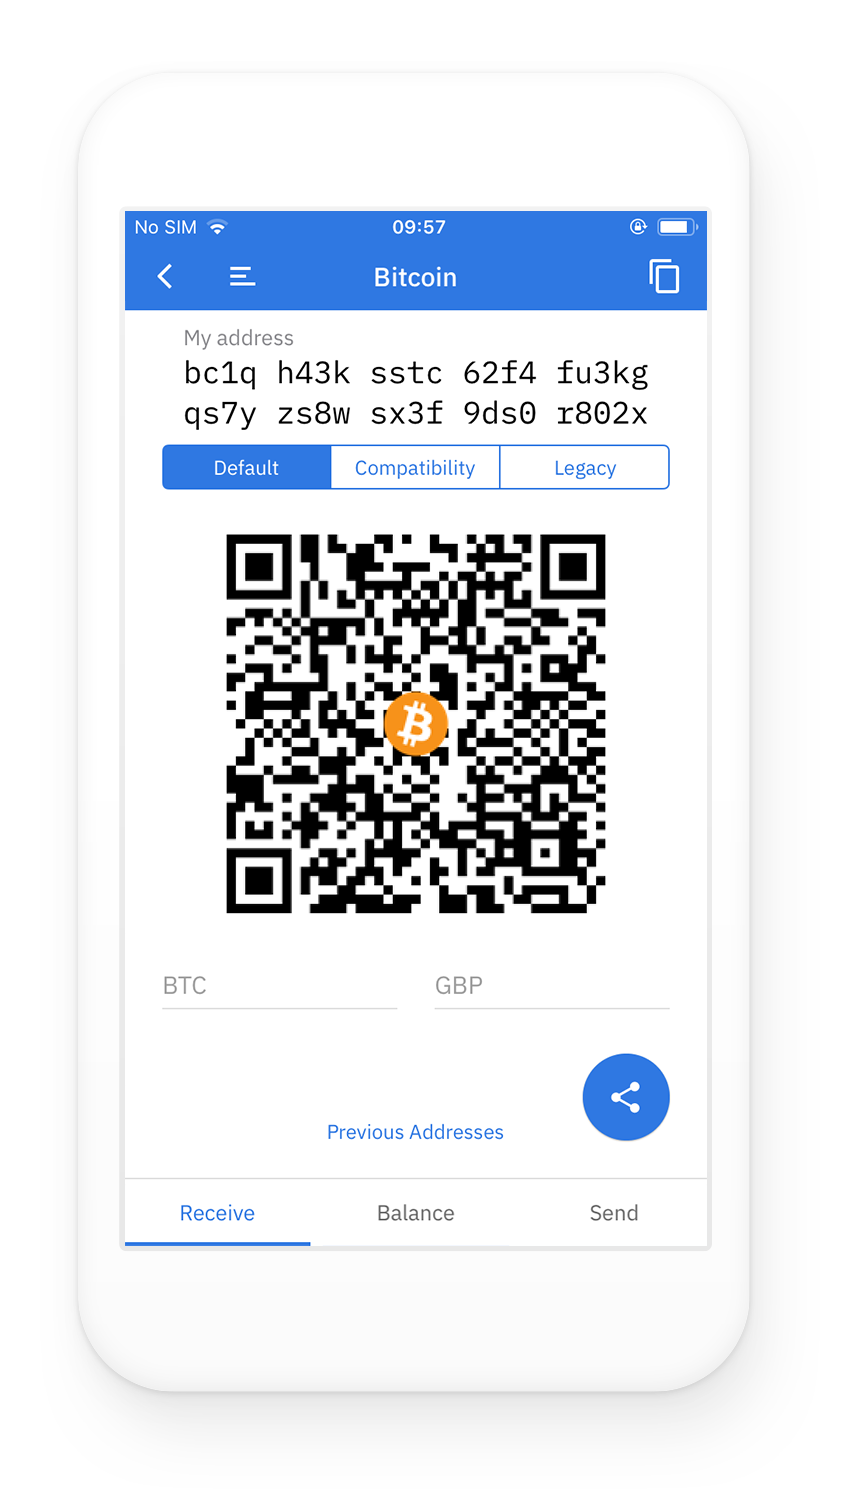 No SIM 09:57
Bitcoin
My address
bc1q h43k sstc 62f4 fu3kg
qs7y zs8w sx3f 9ds0 r802x
Default Compatibility Legacy
BTC GBP
Previous Addresses
Receive Balance Send